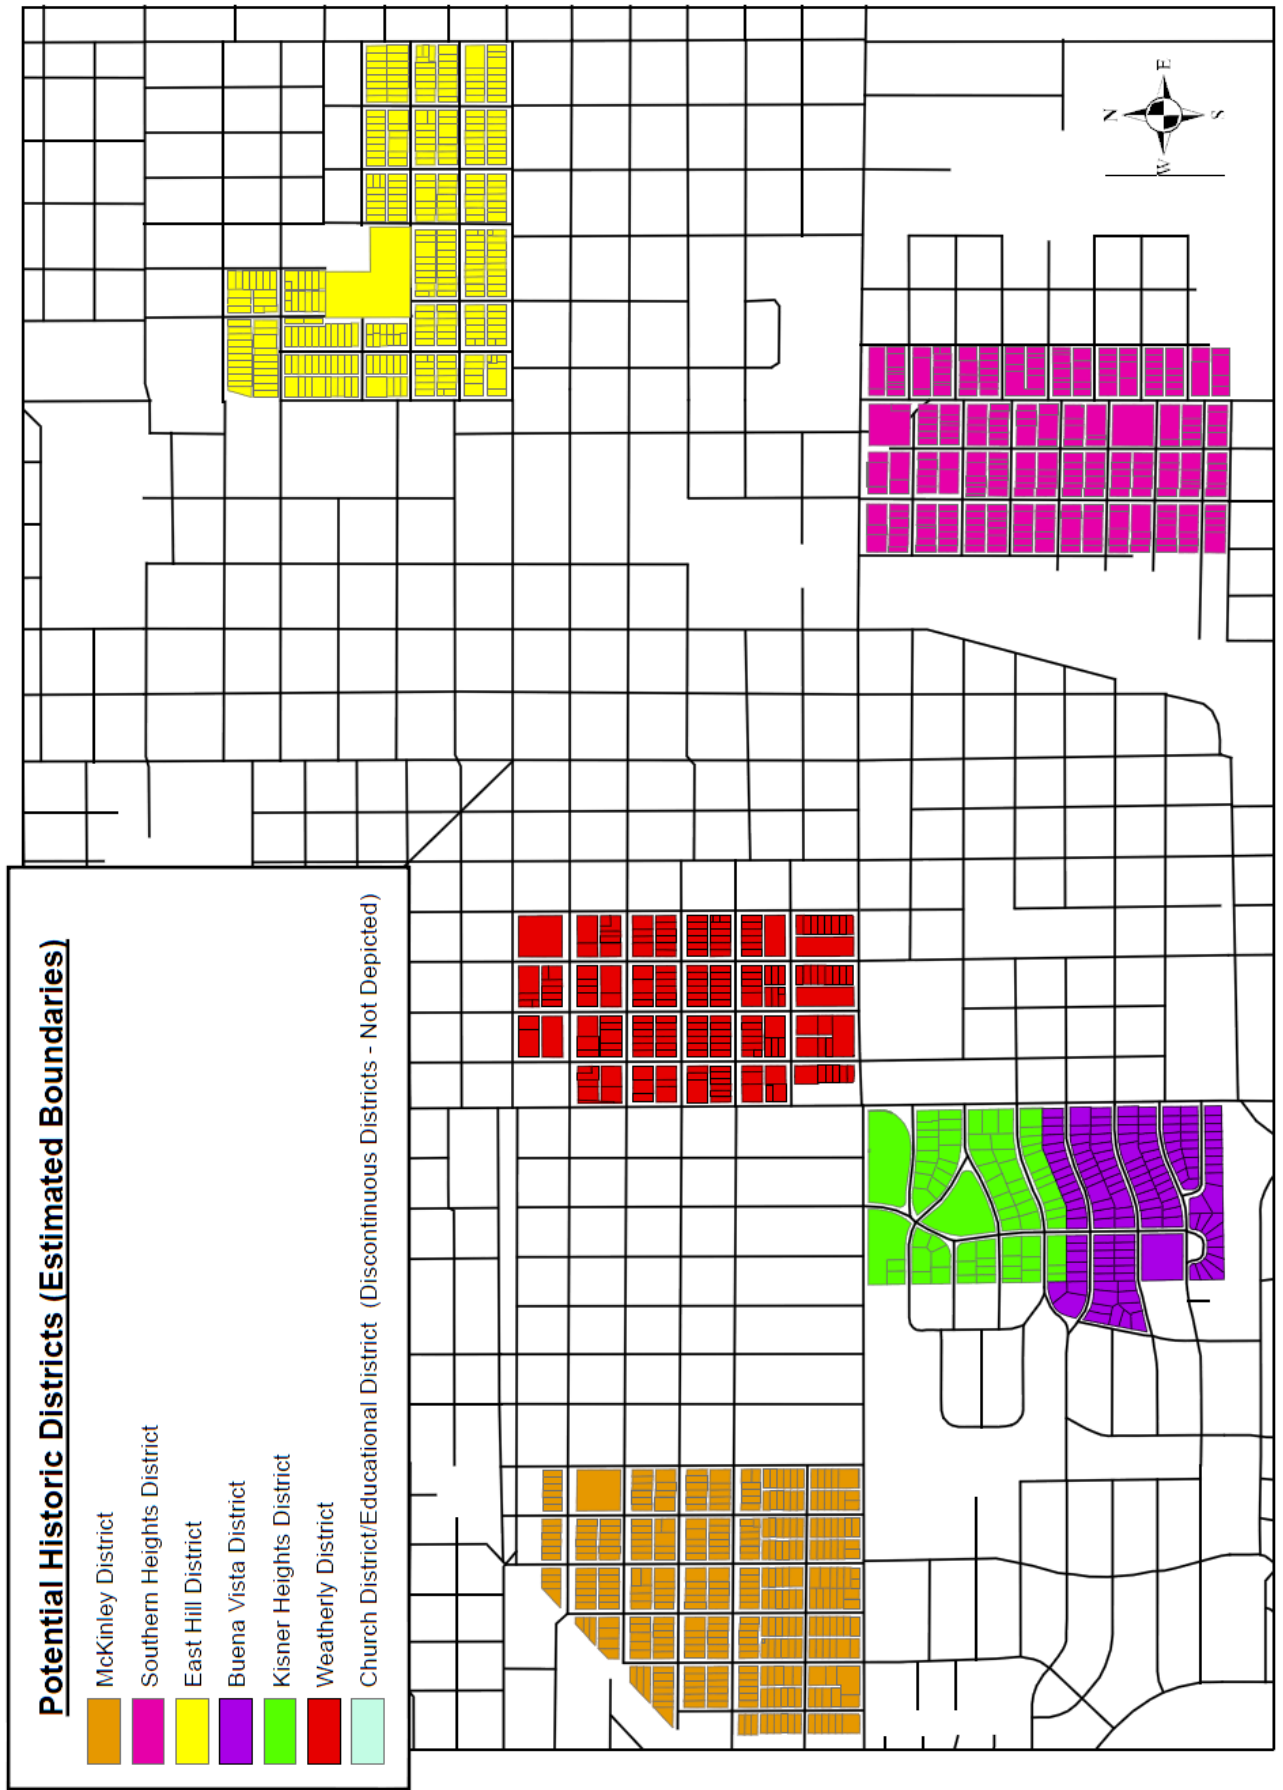 Potential Historic Districts (Estimated Boundaries)
McKinley District
Southern Heights District
East Hill District
Buena Vista District
Kisner Heights District
Weatherly District
Church District/Educational District (Discontinuous Districts - Not Depicted)
N
W
E
S